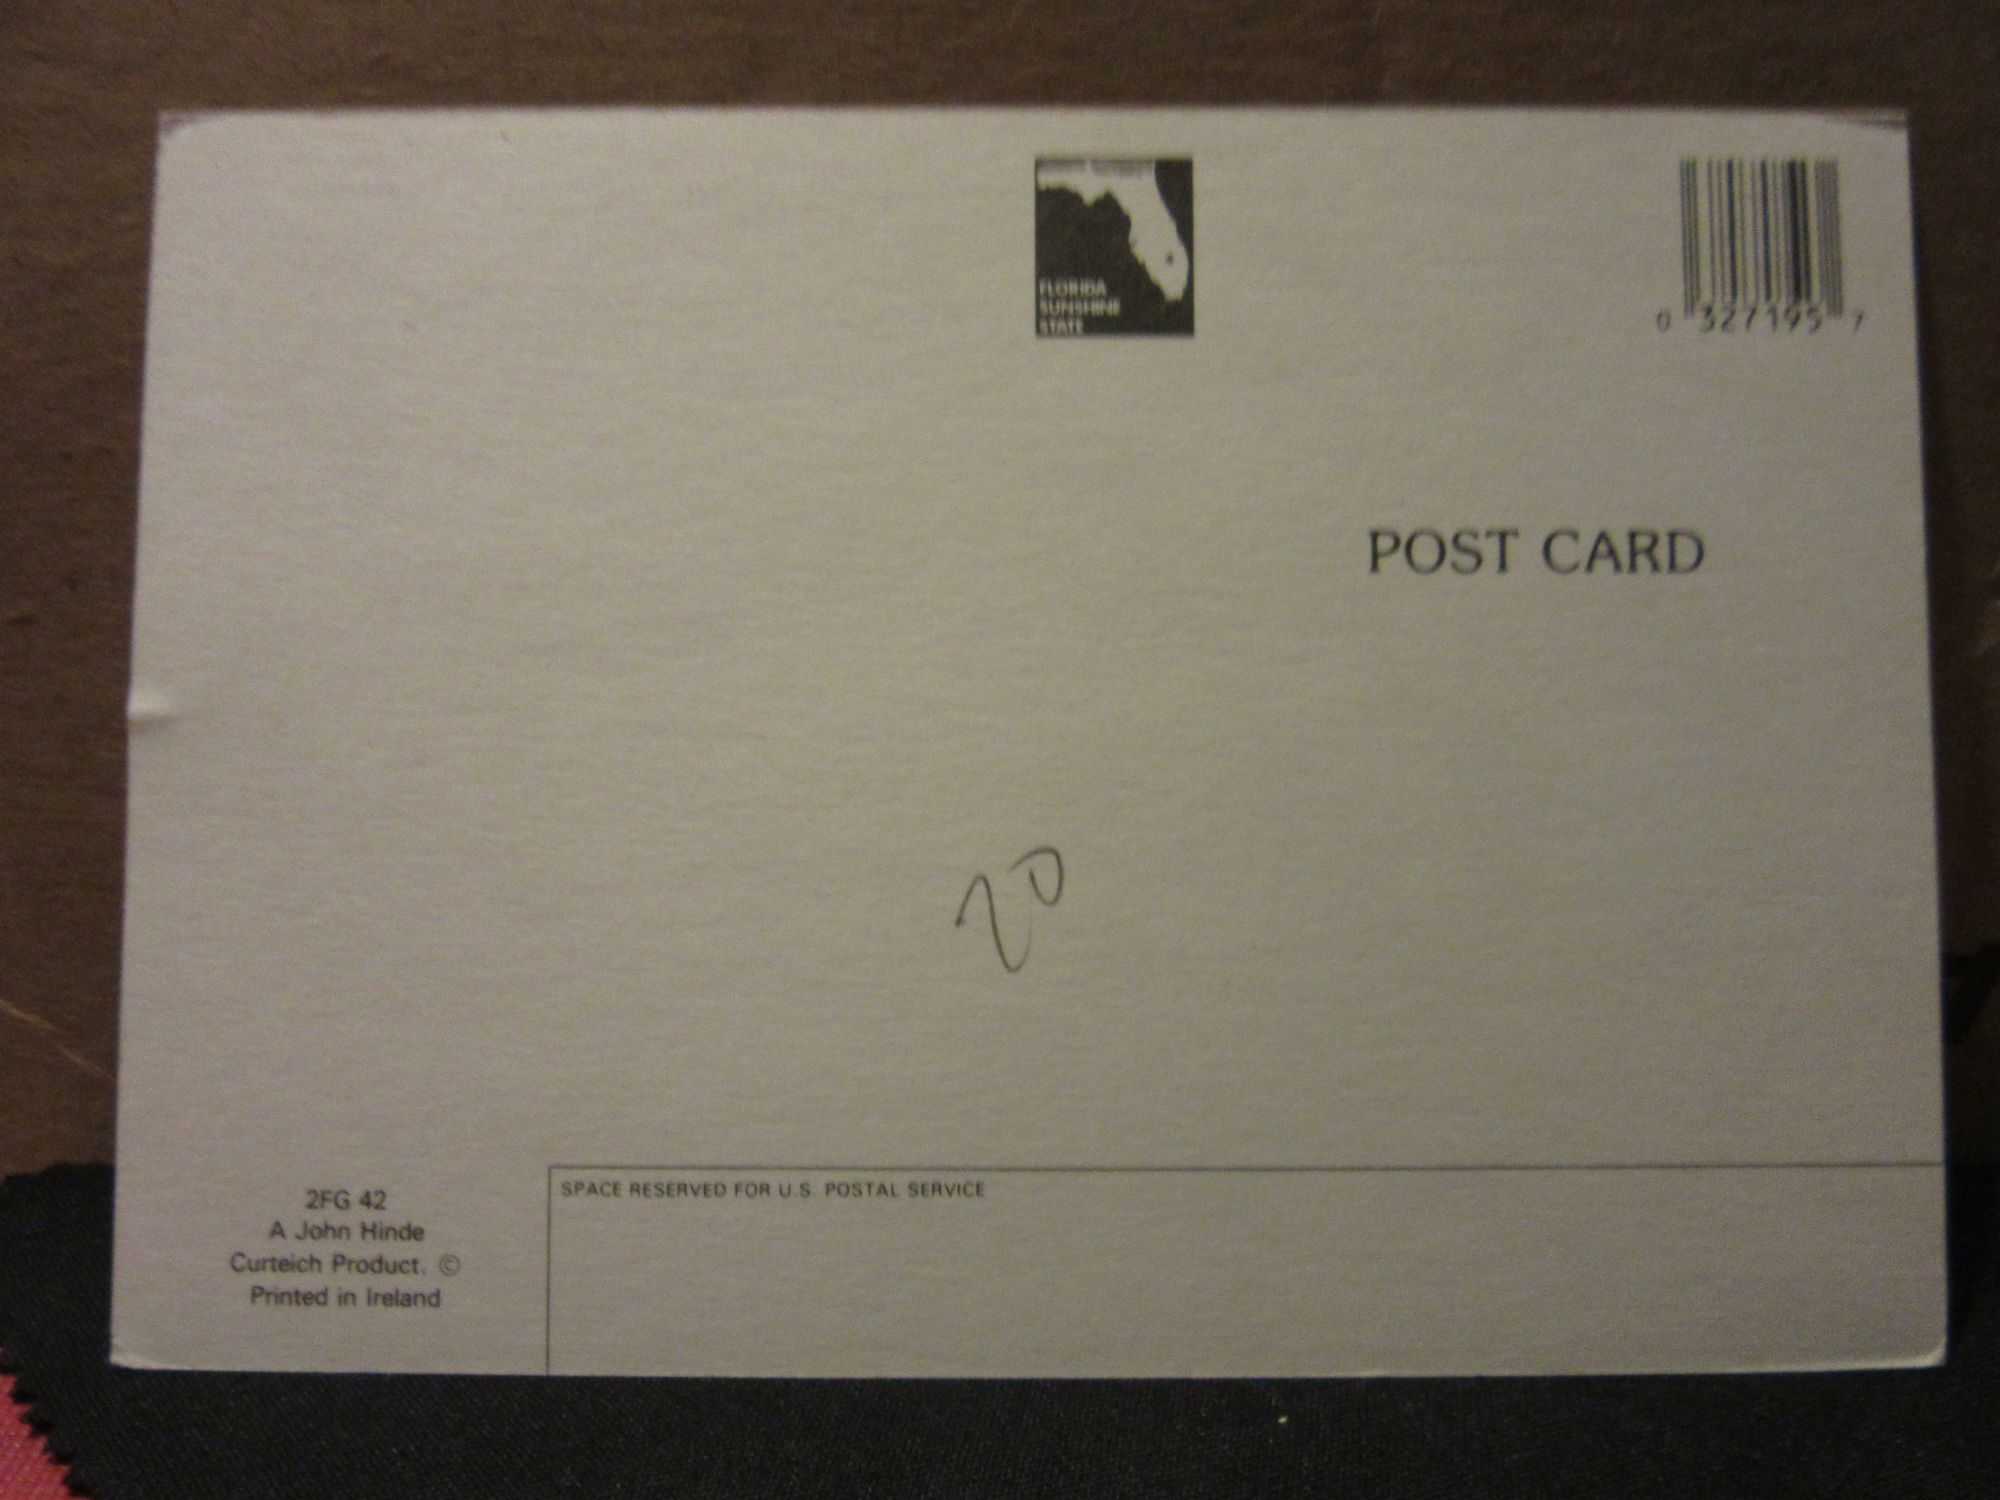 FLORIDA
SUNSHINE
STATE
0 327195 7
POST CARD
20
2FG 42
A John Hinde
Curteich Product. ©
Printed in Ireland
SPACE RESERVED FOR U.S. POSTAL SERVICE